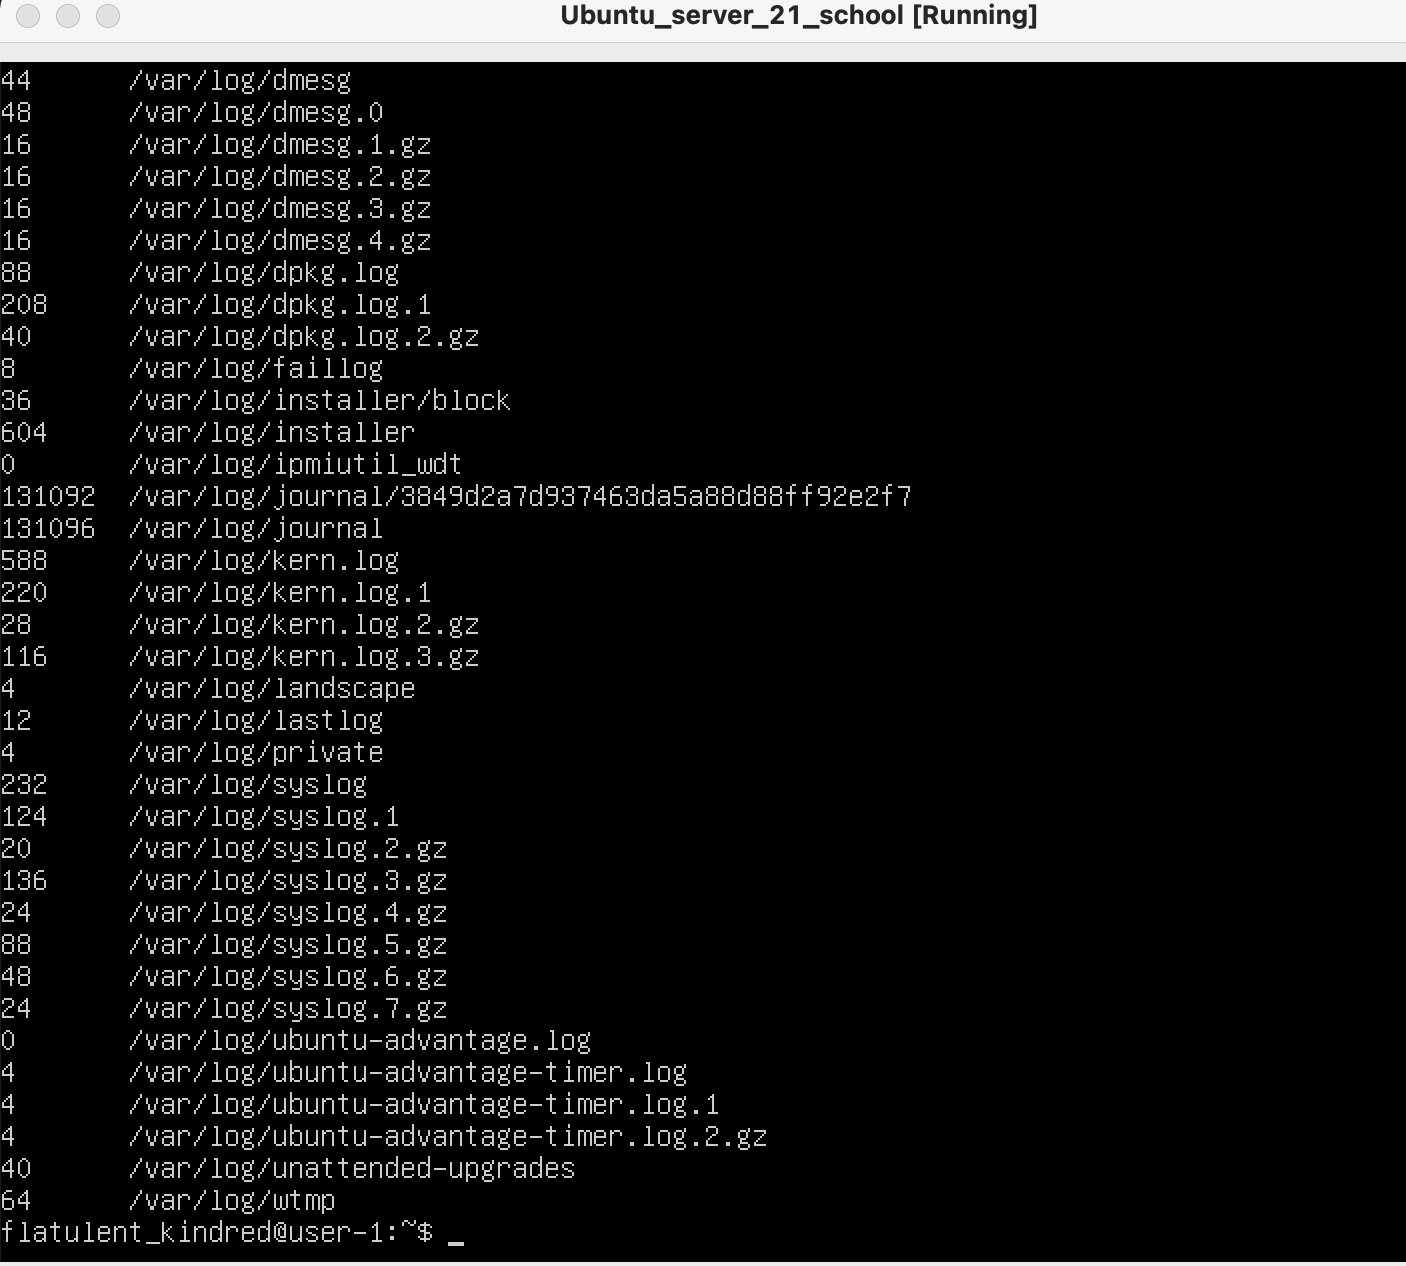 Ubuntu_server_21_school [Running]
44 /var/log/dmesg
48 /var/log/dmesg.0
16 /var/log/dmesg.1.gz
16 /var/log/dmesg.2.gz
16 /var/log/dmesg.3.gz
16 /var/log/dmesg.4.gz
88 /var/log/dpkg.log
208 /var/log/dpkg.log.1
40 /var/log/dpkg.log.2.gz
8 /var/log/faillog
36 /var/log/installer/block
604 /var/log/installer
0 /var/log/ipmiutil_wdt
131092 /var/log/journal/3849d2a7d937463da5a88d88ff92e2f7
131096 /var/log/journal
588 /var/log/kern.log
220 /var/log/kern.log.1
28 /var/log/kern.log.2.gz
116 /var/log/kern.log.3.gz
4 /var/log/landscape
12 /var/log/lastlog
4 /var/log/private
232 /var/log/syslog
124 /var/log/syslog.1
20 /var/log/syslog.2.gz
136 /var/log/syslog.3.gz
24 /var/log/syslog.4.gz
88 /var/log/syslog.5.gz
48 /var/log/syslog.6.gz
24 /var/log/syslog.7.gz
0 /var/log/ubuntu-advantage.log
4 /var/log/ubuntu-advantage-timer.log
4 /var/log/ubuntu-advantage-timer.log.1
4 /var/log/ubuntu-advantage-timer.log.2.gz
40 /var/log/unattended-upgrades
64 /var/log/wtmp
flatulent_kindred@user-1:~$ _